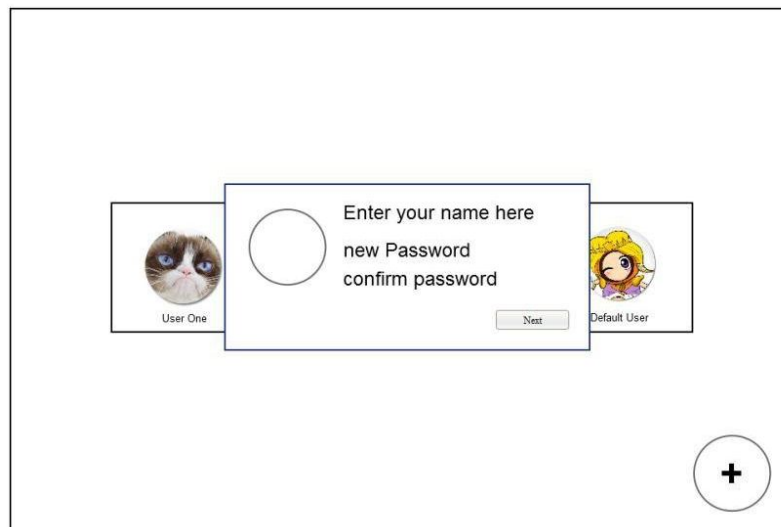 Enter your name here
new Password
confirm password
Next
User One
Default User
+